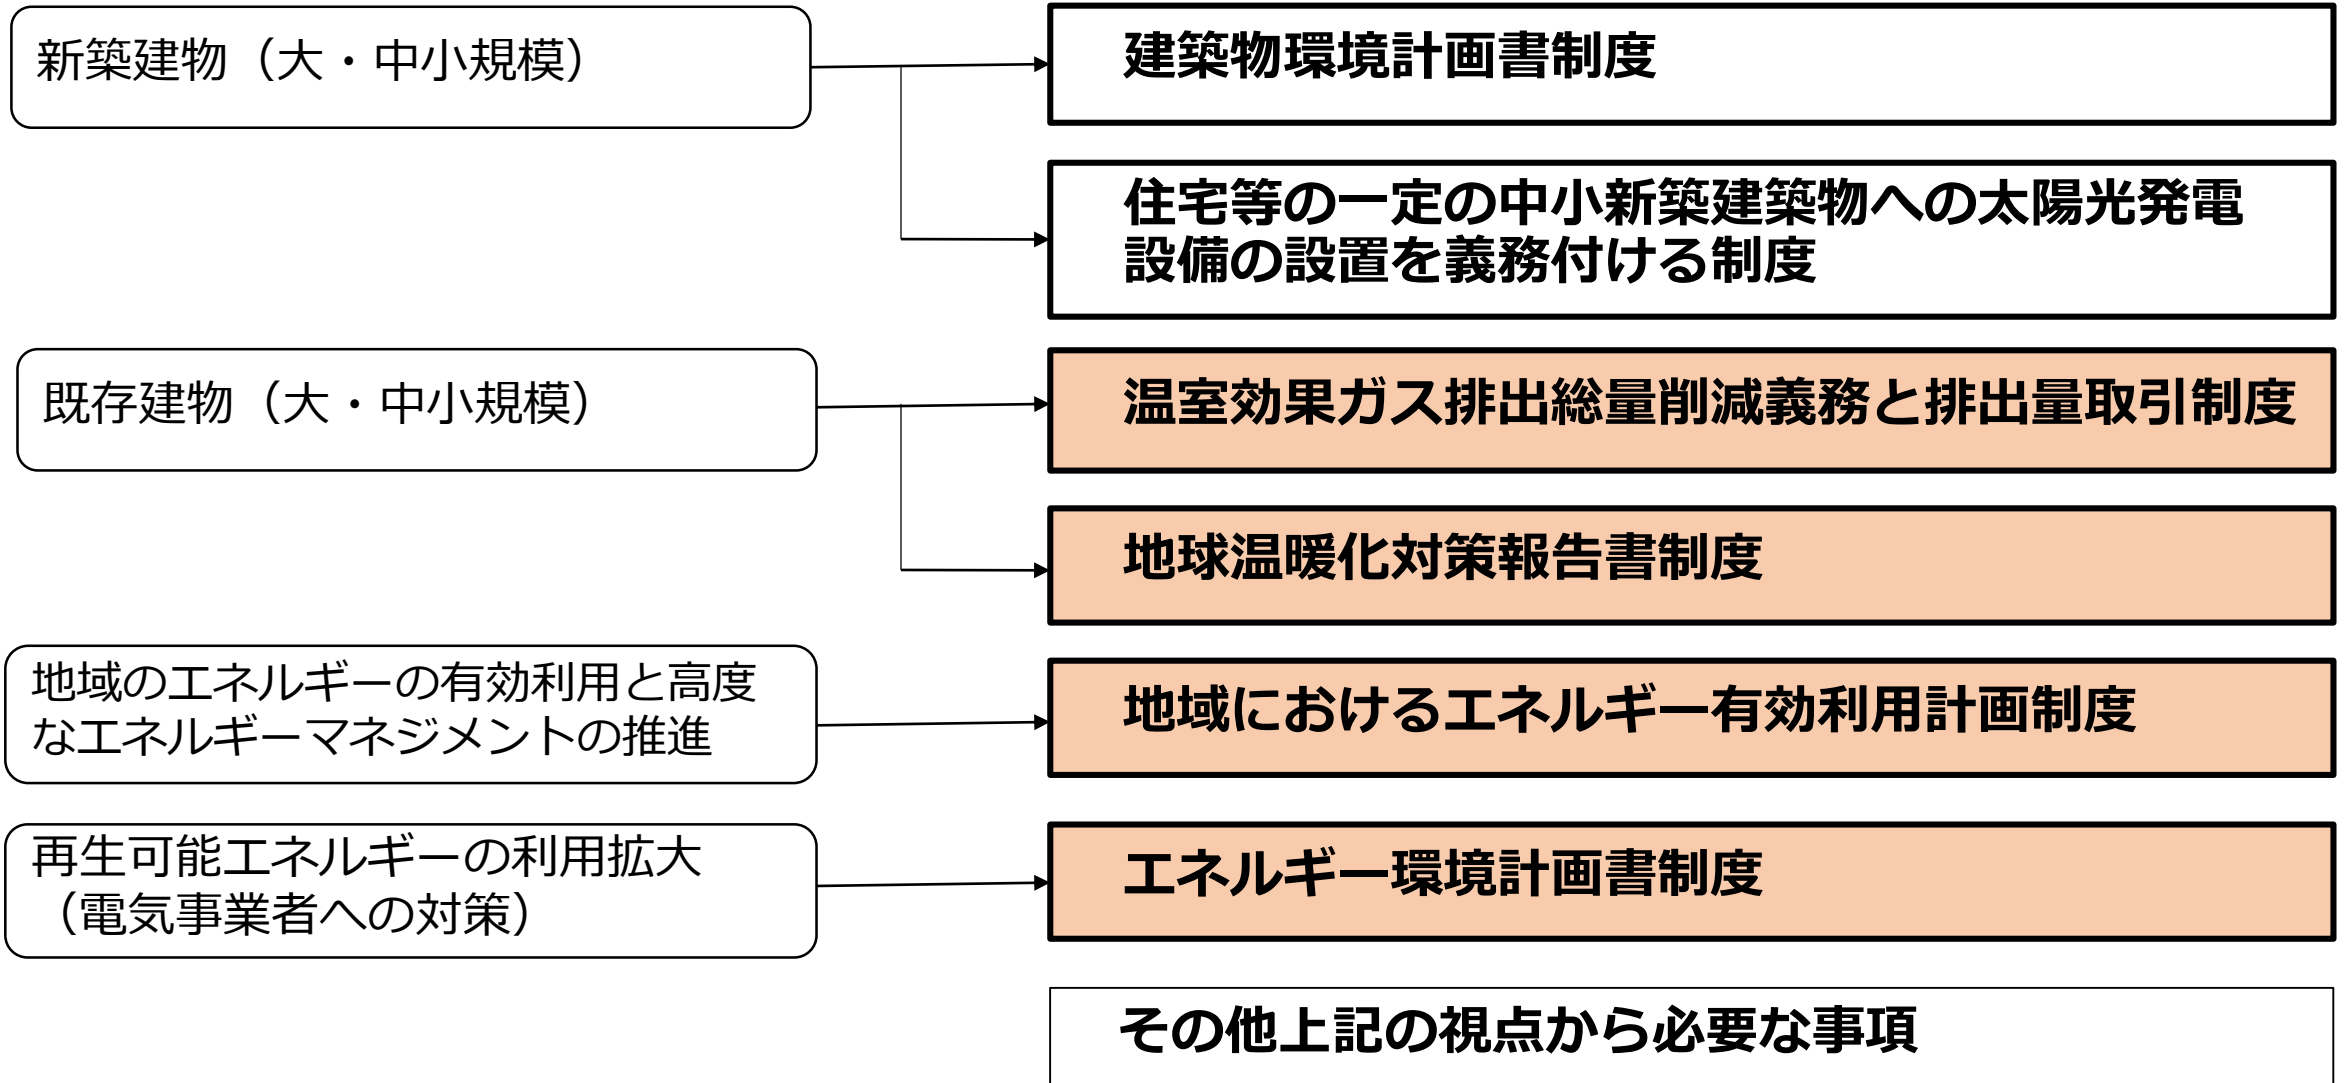 新築建物（大・中小規模）
建築物環境計画書制度
住宅等の一定の中小新築建築物への太陽光発電
設備の設置を義務付ける制度
既存建物（大・中小規模）
温室効果ガス排出総量削減義務と排出量取引制度
地球温暖化対策報告書制度
地域のエネルギーの有効利用と高度
なエネルギーマネジメントの推進
地域におけるエネルギー有効利用計画制度
再生可能エネルギーの利用拡大
（電気事業者への対策）
エネルギー環境計画書制度
その他上記の視点から必要な事項